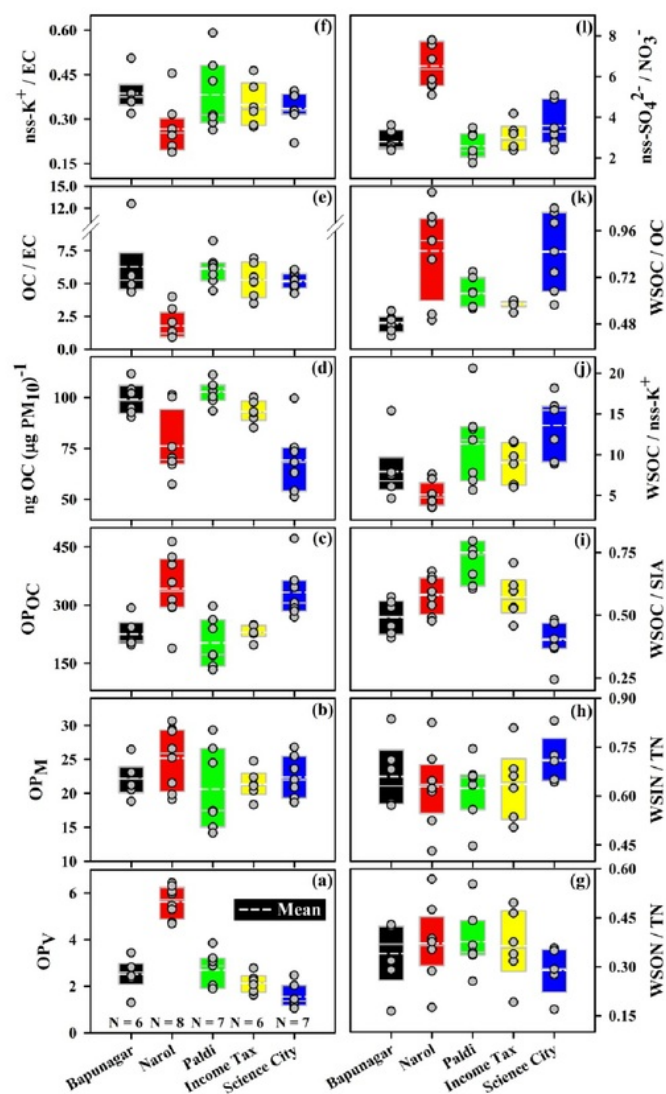 (f)
nss-K⁺ / EC
0.60
0.45
0.30
0.15
(l)
nss-SO₄²⁻ / NO₃⁻
8
6
4
2
(e)
OC / EC
15.0
12.0
7.5
5.0
2.5
0.0
(k)
WSOC / OC
0.96
0.72
0.48
(d)
ng OC (µg PM₁₀)⁻¹
100
75
50
(j)
WSOC / nss-K⁺
20
15
10
5
(c)
OP_OC
450
300
150
(i)
WSOC / SIA
0.75
0.50
0.25
(b)
OP_M
30
25
20
15
10
(h)
WSIN / TN
0.90
0.75
0.60
0.45
(a)
OP_V
6
4
2
0
Mean
N = 6 N = 8 N = 7 N = 6 N = 7
(g)
WSON / TN
0.60
0.45
0.30
0.15
Bapunagar
Narol
Paldi
Income Tax
Science City
Bapunagar
Narol
Paldi
Income Tax
Science City